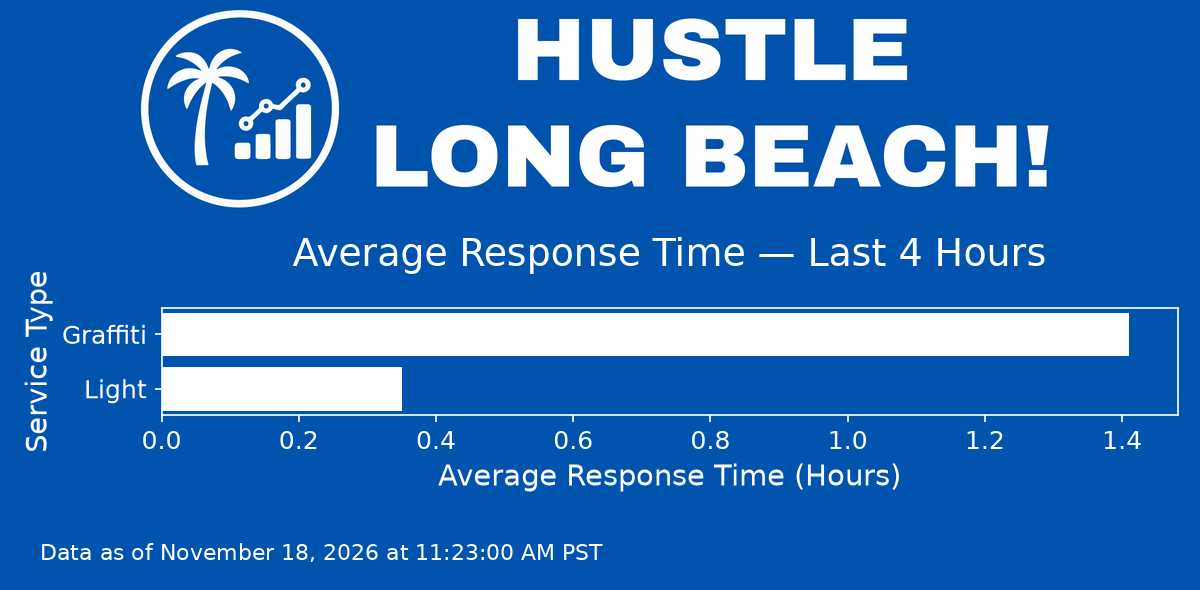 HUSTLE
LONG BEACH!
Average Response Time — Last 4 Hours
Service Type
Graffiti
Light
0.0 0.2 0.4 0.6 0.8 1.0 1.2 1.4
Average Response Time (Hours)
Data as of November 18, 2026 at 11:23:00 AM PST